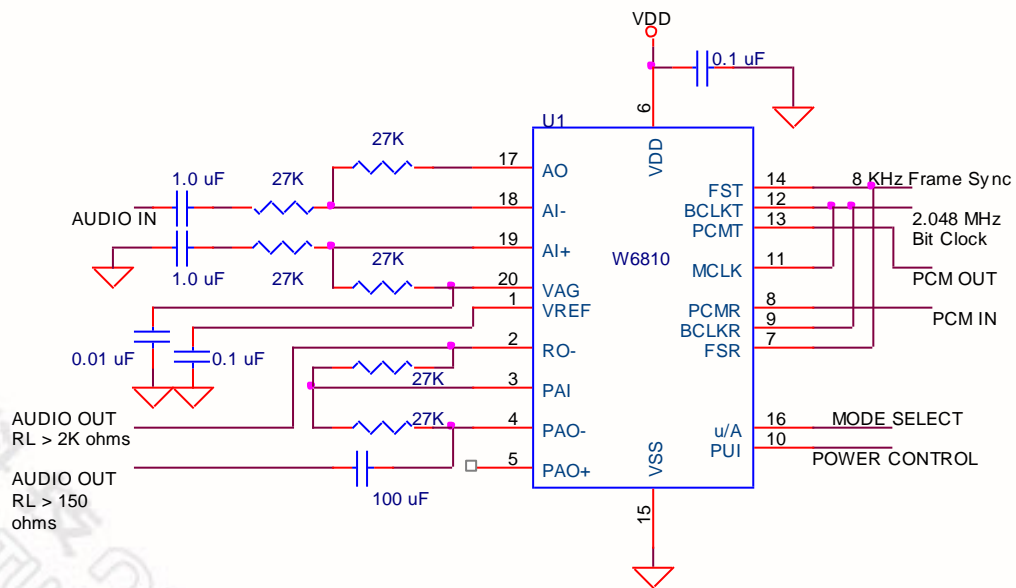 VDD
0.1 uF
6
U1
VDD
27K
17
AO
1.0 uF
27K
18
AI-
AUDIO IN
19
AI+
1.0 uF
27K
27K
20
VAG
1
VREF
0.01 uF
0.1 uF
2
RO-
27K
3
PAI
AUDIO OUT
RL > 2K ohms
27K
4
PAO-
5
PAO+
AUDIO OUT
RL > 150
ohms
100 uF
W6810
FST
14
8 KHz Frame Sync
BCLKT
12
2.048 MHz
Bit Clock
PCMT
13
PCM OUT
MCLK
11
PCMR
8
PCM IN
BCLKR
9
FSR
7
u/A
16
MODE SELECT
PUI
10
POWER CONTROL
VSS
15